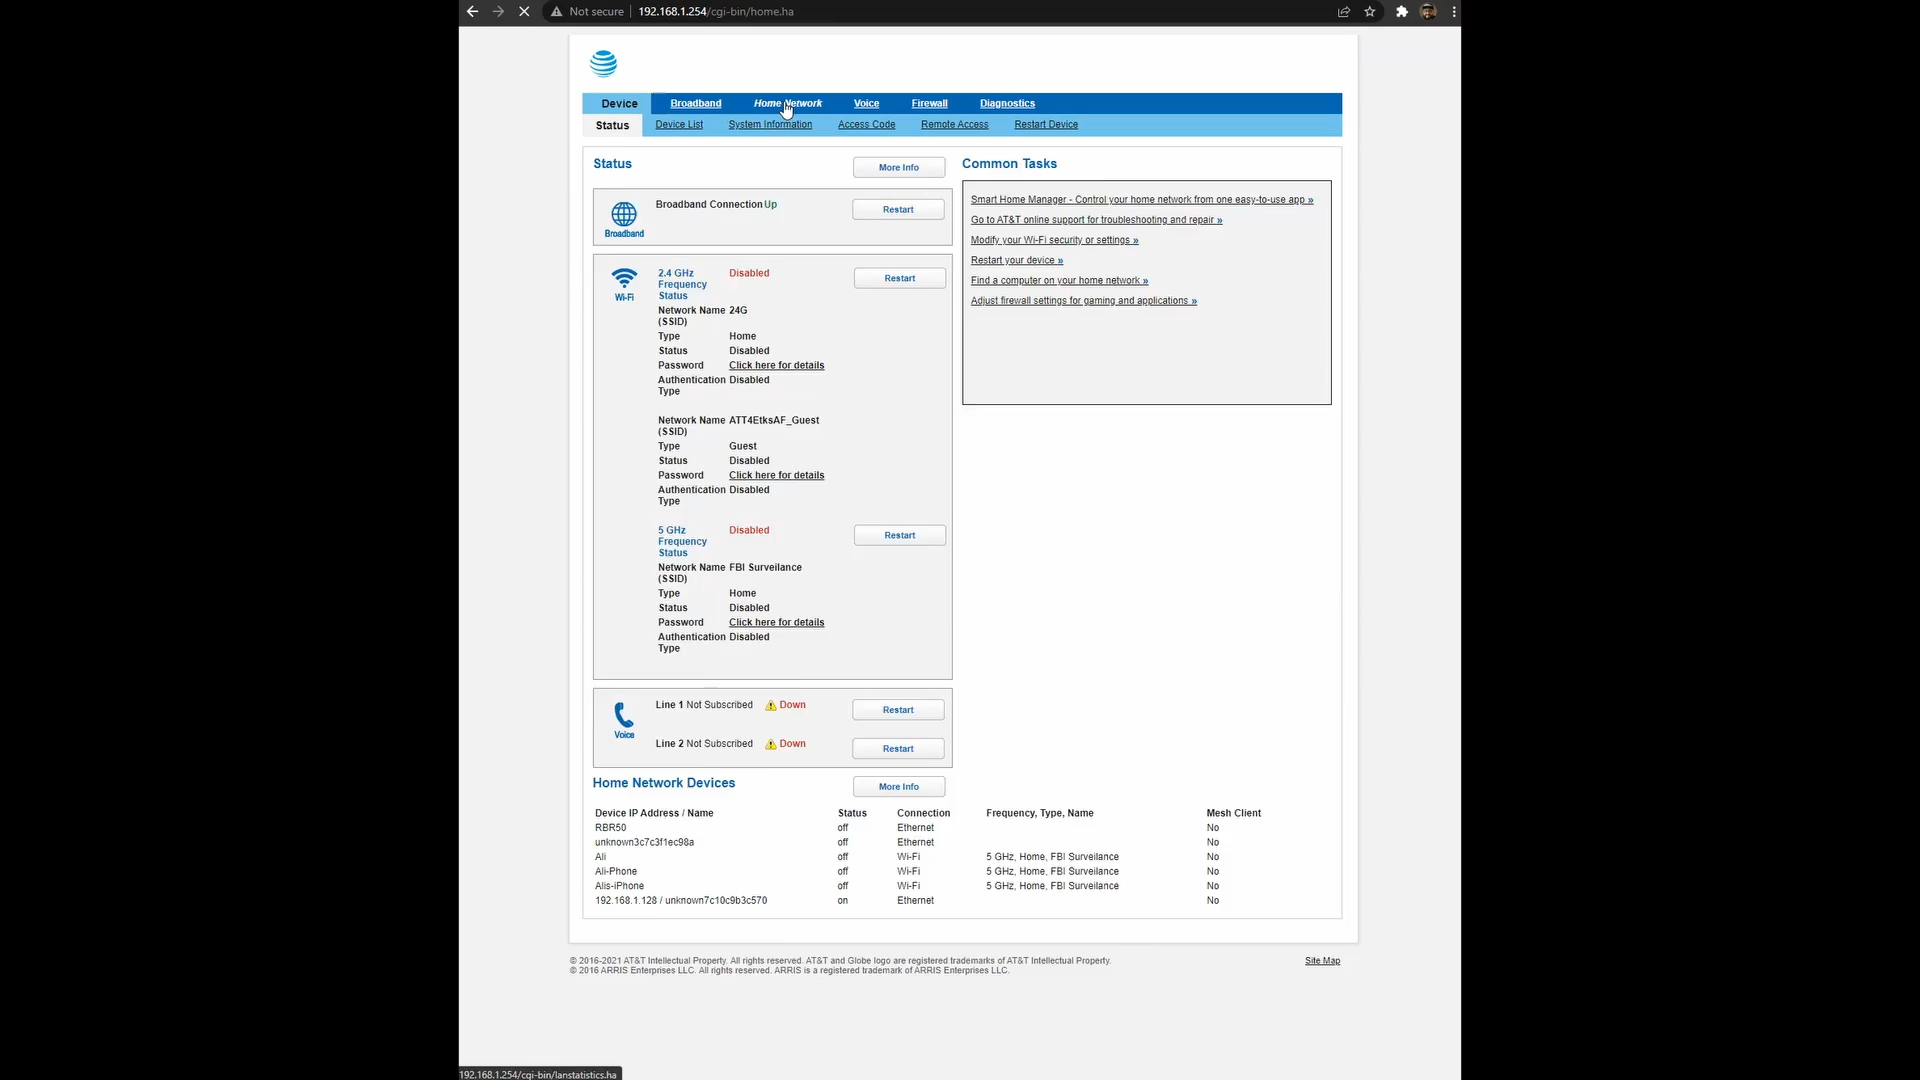 Not secure 192.168.1.254/cgi-bin/home.ha
Device Broadband Home Network Voice Firewall Diagnostics
Status Device List System Information Access Code Remote Access Restart Device
Status More Info
Broadband
Broadband Connection Up Restart
Wi-Fi
2.4 GHz Frequency Status Disabled Restart
Network Name (SSID) 24G
Type Home
Status Disabled
Password Click here for details
Authentication Type Disabled
Network Name (SSID) ATT4EtksAF_Guest
Type Guest
Status Disabled
Password Click here for details
Authentication Type Disabled
5 GHz Frequency Status Disabled Restart
Network Name (SSID) FBI Surveilance
Type Home
Status Disabled
Password Click here for details
Authentication Type Disabled
Voice
Line 1 Not Subscribed Down Restart
Line 2 Not Subscribed Down Restart
Common Tasks
Smart Home Manager - Control your home network from one easy-to-use app »
Go to AT&T online support for troubleshooting and repair »
Modify your Wi-Fi security or settings »
Restart your device »
Find a computer on your home network »
Adjust firewall settings for gaming and applications »
Home Network Devices More Info
Device IP Address / Name Status Connection Frequency, Type, Name Mesh Client
RBR50 off Ethernet No
unknown3c7c3f1ec98a off Ethernet No
Ali off Wi-Fi 5 GHz, Home, FBI Surveilance No
Ali-Phone off Wi-Fi 5 GHz, Home, FBI Surveilance No
Alis-iPhone off Wi-Fi 5 GHz, Home, FBI Surveilance No
192.168.1.128 / unknown7c10c9b3c570 on Ethernet No
© 2016-2021 AT&T Intellectual Property. All rights reserved. AT&T and Globe logo are registered trademarks of AT&T Intellectual Property.
© 2016 ARRIS Enterprises LLC. All rights reserved. ARRIS is a registered trademark of ARRIS Enterprises LLC.
Site Map
192.168.1.254/cgi-bin/lanstatistics.ha